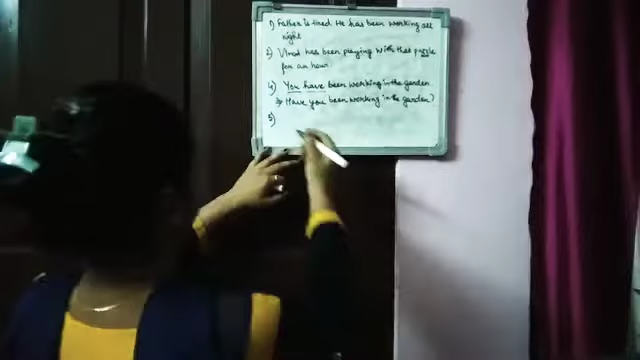 1) Father is tired. He has been working all
night
2) Vinod has been playing with that puzzle
for an hour.
4) You have been working in the garden
→ Have you been working in the garden?
5)